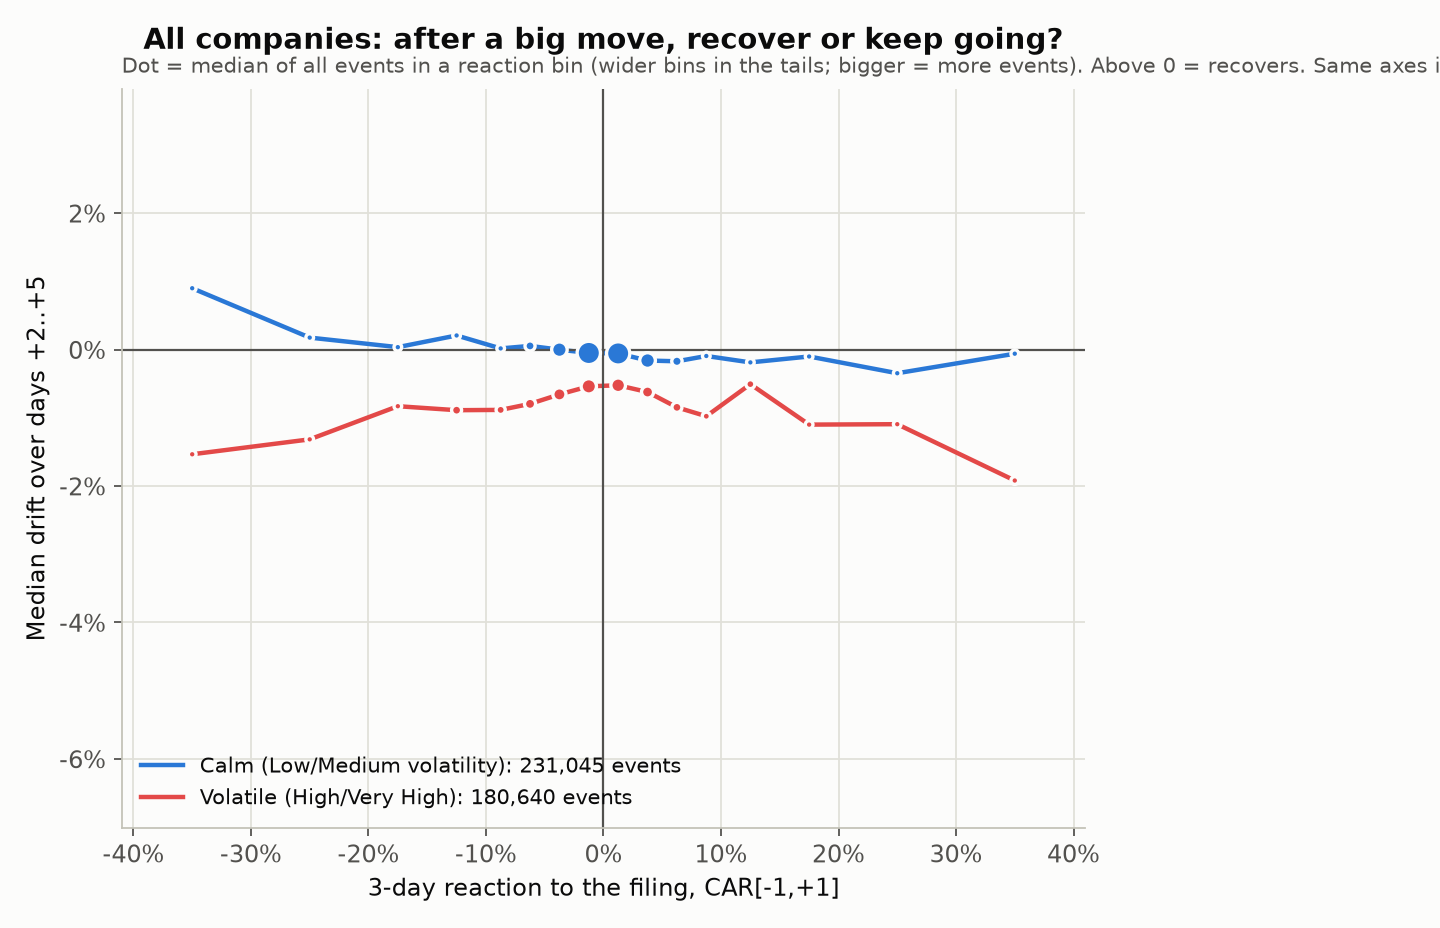 All companies: after a big move, recover or keep going?
Dot = median of all events in a reaction bin (wider bins in the tails; bigger = more events). Above 0 = recovers. Same axes
Median drift over days +2..+5
2%
0%
-2%
-4%
-6%
Calm (Low/Medium volatility): 231,045 events
Volatile (High/Very High): 180,640 events
-40%
-30%
-20%
-10%
0%
10%
20%
30%
40%
3-day reaction to the filing, CAR[-1,+1]